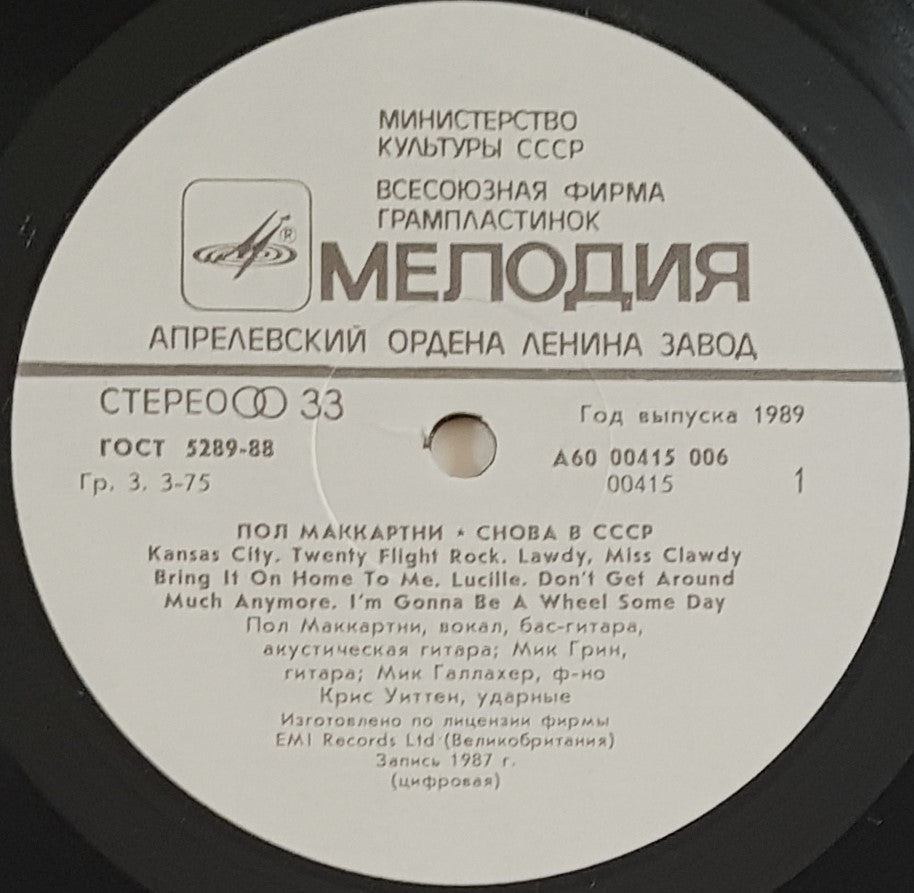 МИНИСТЕРСТВО
КУЛЬТУРЫ СССР
ВСЕСОЮЗНАЯ ФИРМА
ГРАМПЛАСТИНОК
®
МЕЛОДИЯ
АПРЕЛЕВСКИЙ ОРДЕНА ЛЕНИНА ЗАВОД
СТЕРЕО 33
Год выпуска 1989
ГОСТ 5289-88
А60 00415 006
Гр. 3. 3-75
00415
1
ПОЛ МАККАРТНИ * СНОВА В СССР
Kansas City. Twenty Flight Rock. Lawdy, Miss Clawdy
Bring It On Home To Me. Lucille. Don't Get Around
Much Anymore. I'm Gonna Be A Wheel Some Day
Пол Маккартни, вокал, бас-гитара,
акустическая гитара; Мик Грин,
гитара; Мик Галлахер, ф-но
Крис Уиттен, ударные
Изготовлено по лицензии фирмы
EMI Records Ltd (Великобритания)
Запись 1987 г.
(цифровая)